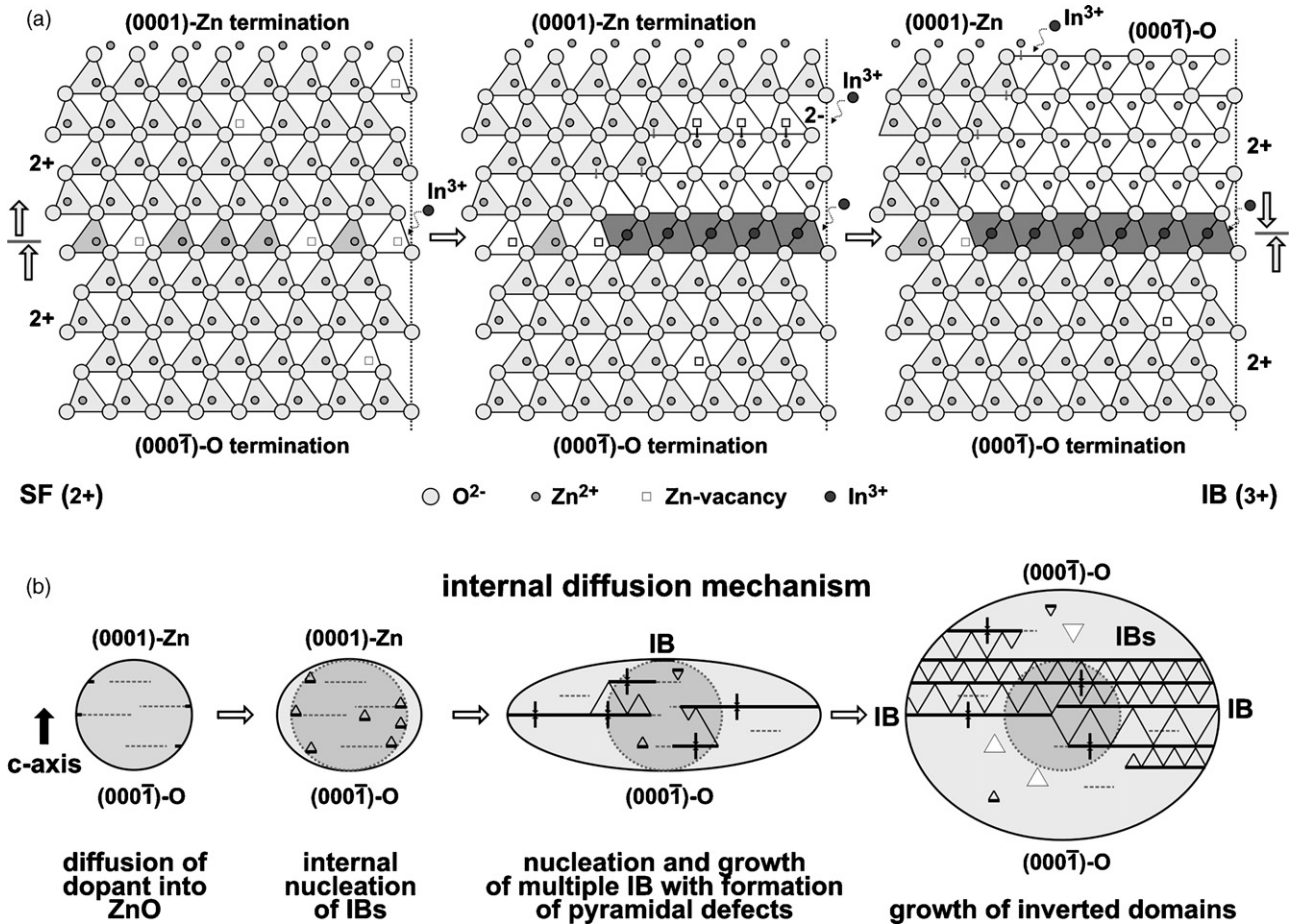 (a)
(0001)-Zn termination
(0001)-Zn termination
(0001)-Zn
In³⁺
(0001̅)-O
In³⁺
2-
2+
In³⁺
2+
2+
2+
(0001̅)-O termination
(0001̅)-O termination
(0001̅)-O termination
SF (2+)
O²⁻
Zn²⁺
Zn-vacancy
In³⁺
IB (3+)
(b)
internal diffusion mechanism
(0001̅)-O
(0001)-Zn
(0001)-Zn
IB
IBs
IB
IB
c-axis
(0001̅)-O
(0001̅)-O
(0001̅)-O
(0001̅)-O
diffusion of
dopant into
ZnO
internal
nucleation
of IBs
nucleation and growth
of multiple IB with formation
of pyramidal defects
growth of inverted domains